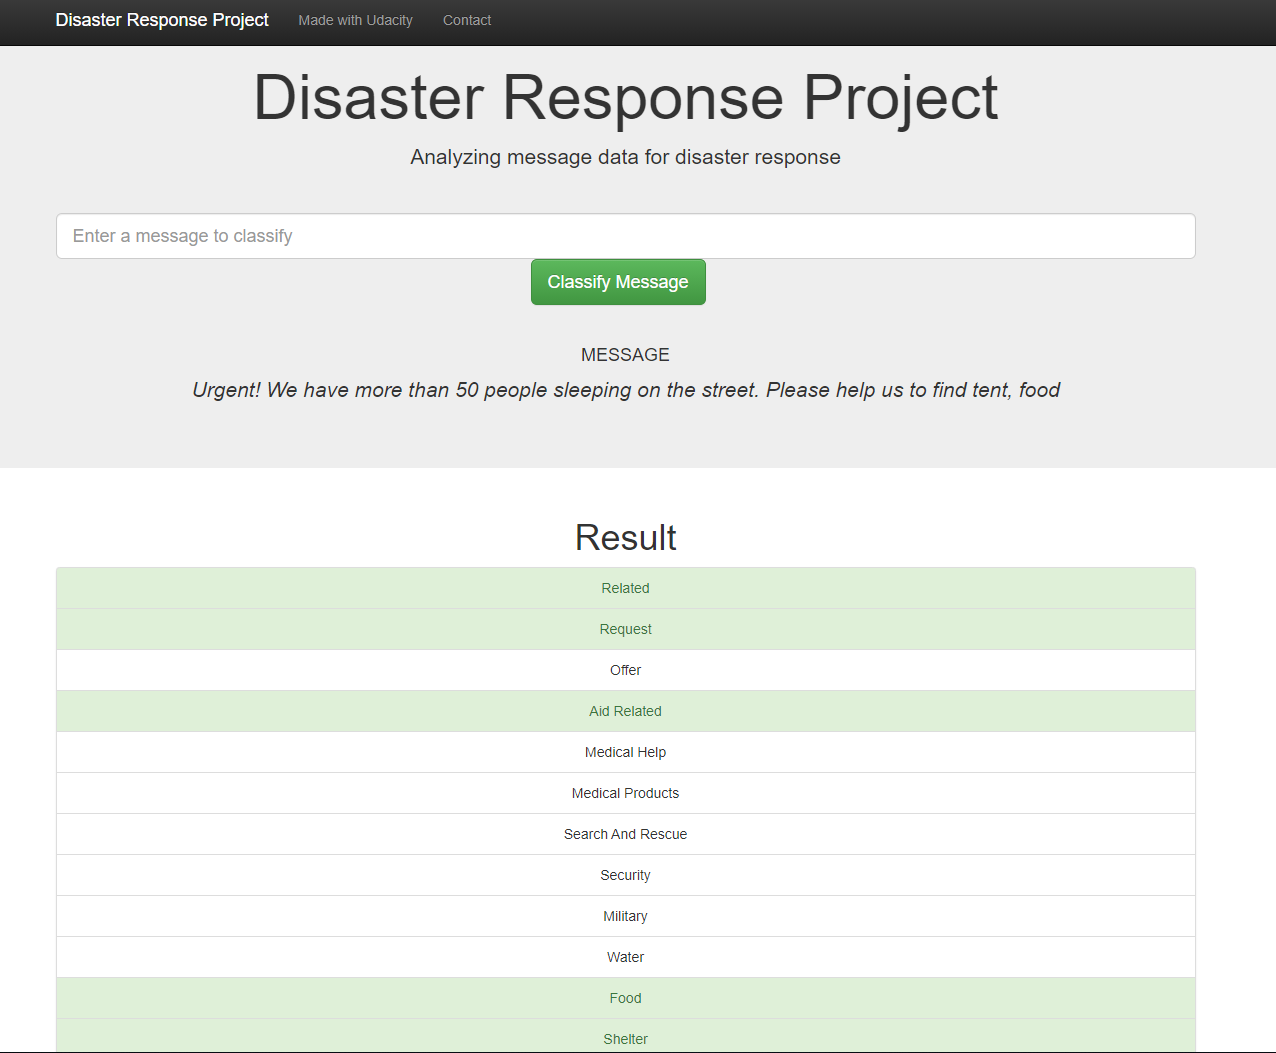 Disaster Response Project Made with Udacity Contact
Disaster Response Project
Analyzing message data for disaster response
Enter a message to classify
Classify Message
MESSAGE
Urgent! We have more than 50 people sleeping on the street. Please help us to find tent, food
Result
Related
Request
Offer
Aid Related
Medical Help
Medical Products
Search And Rescue
Security
Military
Water
Food
Shelter